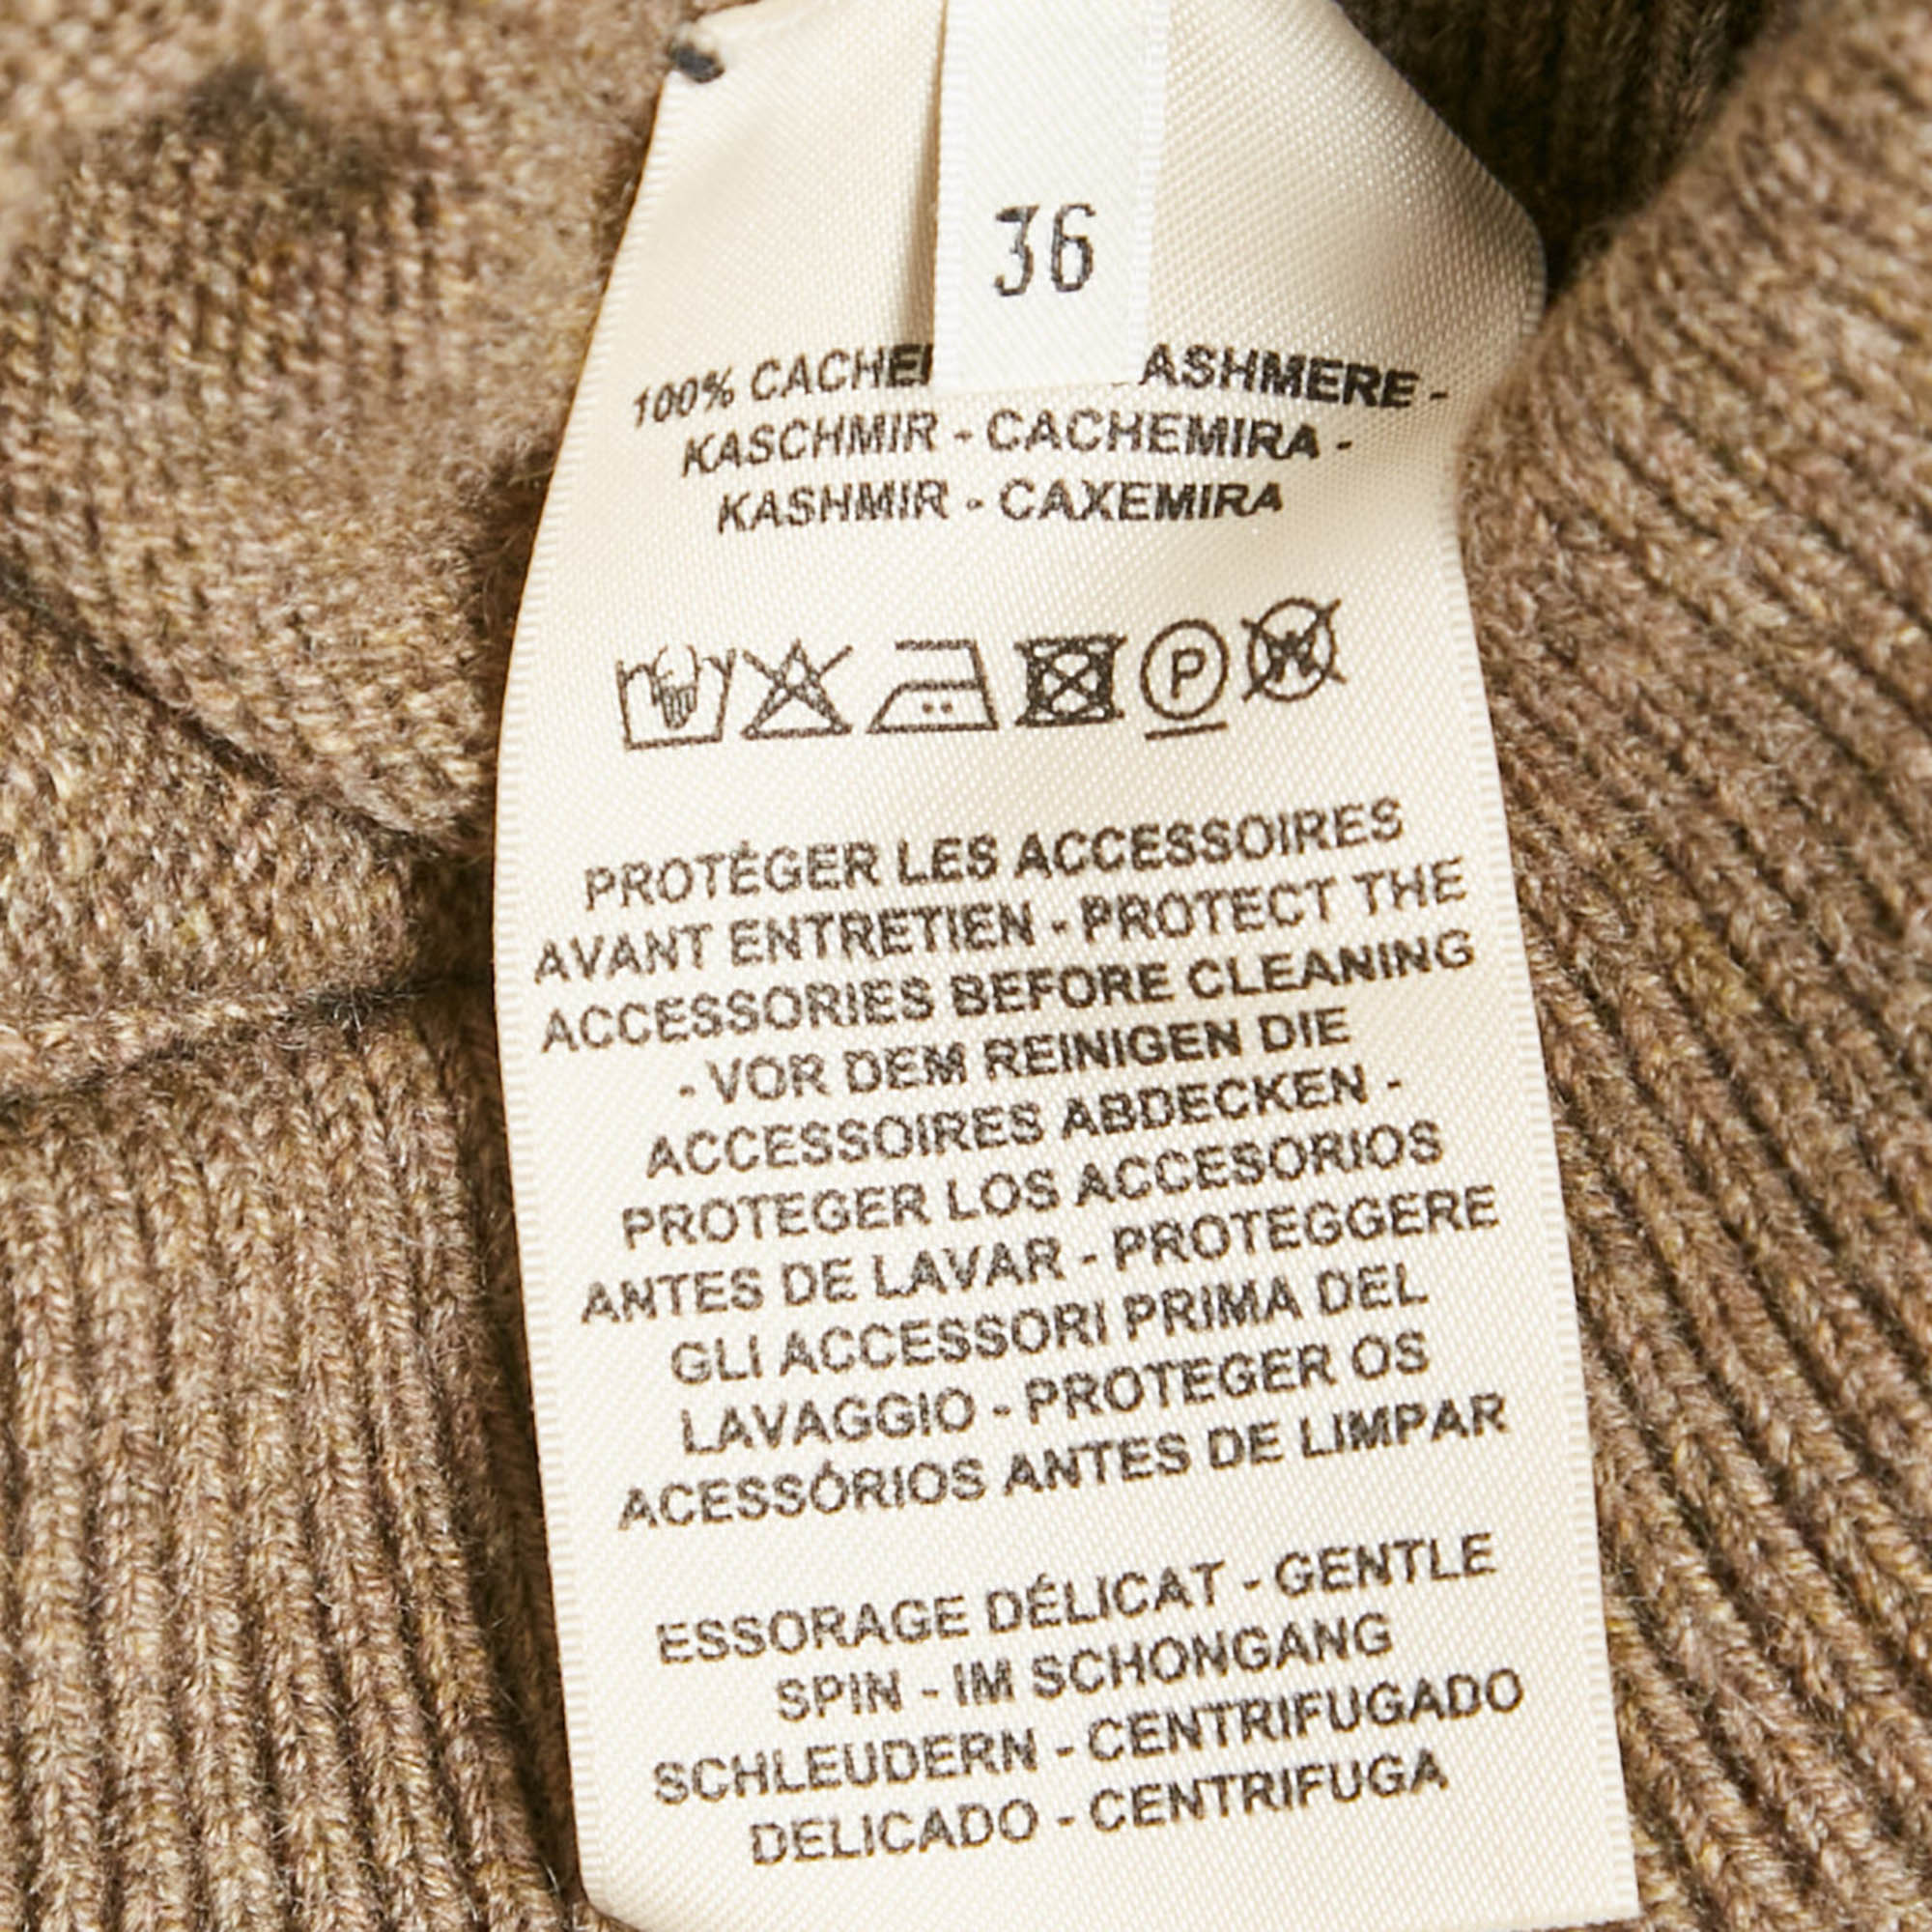 36
100% CACHE ASHMERE -
KASCHMIR - CACHEMIRA -
KASHMIR - CAXEMIRA
P
PROTÉGER LES ACCESSOIRES
AVANT ENTRETIEN - PROTECT THE
ACCESSORIES BEFORE CLEANING
- VOR DEM REINIGEN DIE
ACCESSOIRES ABDECKEN -
PROTEGER LOS ACCESORIOS
ANTES DE LAVAR - PROTEGGERE
GLI ACCESSORI PRIMA DEL
LAVAGGIO - PROTEGER OS
ACESSÓRIOS ANTES DE LIMPAR
ESSORAGE DÉLICAT - GENTLE
SPIN - IM SCHONGANG
SCHLEUDERN - CENTRIFUGADO
DELICADO - CENTRIFUGA